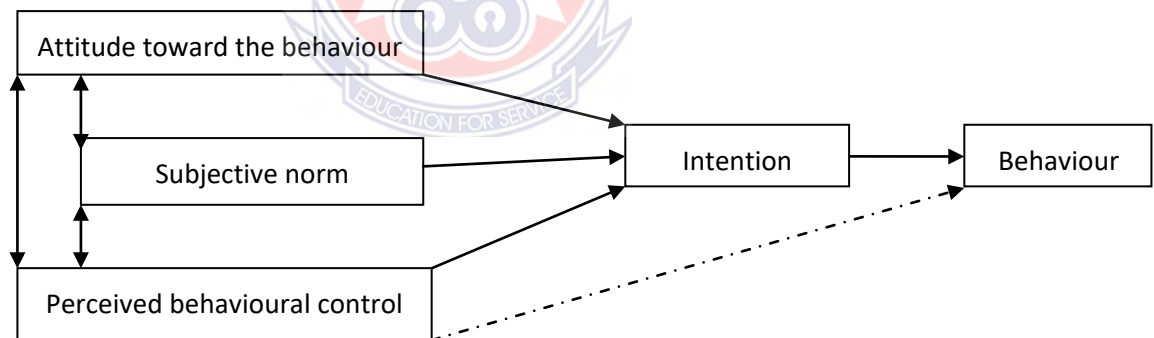 Attitude toward the behaviour
EDUCATION FOR SERVICE
Subjective norm
Intention
Behaviour
Perceived behavioural control